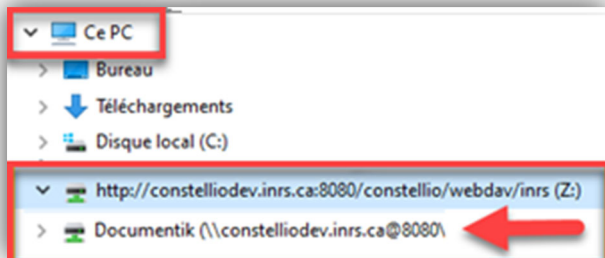 Ce PC
Bureau
Téléchargements
Disque local (C:)
http://constelliodev.inrs.ca:8080/constellio/webdav/inrs (Z:)
Documentik (\\constelliodev.inrs.ca@8080\